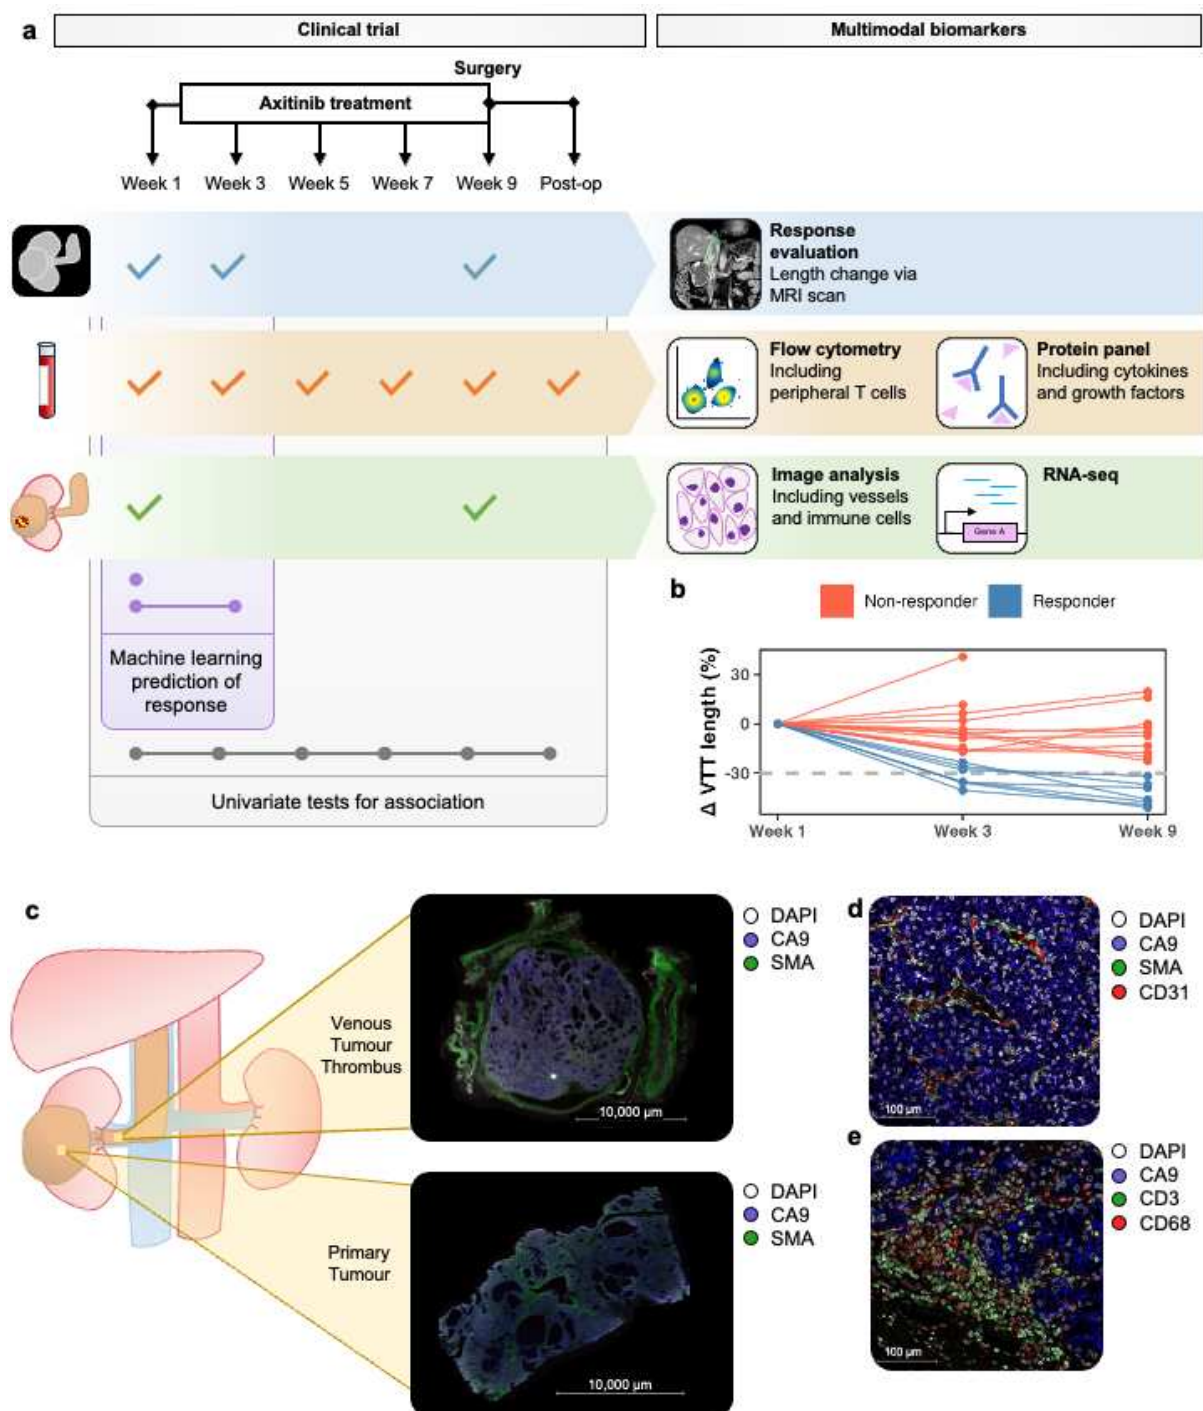 a
Clinical trial
Multimodal biomarkers
Surgery
Axitinib treatment
Week 1
Week 3
Week 5
Week 7
Week 9
Post-op
Response
evaluation
Length change via
MRI scan
Flow cytometry
Including
peripheral T cells
Protein panel
Including cytokines
and growth factors
Image analysis
Including vessels
and immune cells
RNA-seq
Gene A
Machine learning
prediction of
response
Univariate tests for association
b
Non-responder
Responder
Δ VTT length (%)
30
0
-30
Week 1
Week 3
Week 9
c
Venous
Tumour
Thrombus
10,000 µm
DAPI
CA9
SMA
Primary
Tumour
10,000 µm
DAPI
CA9
SMA
d
100 µm
DAPI
CA9
SMA
CD31
e
100 µm
DAPI
CA9
CD3
CD68